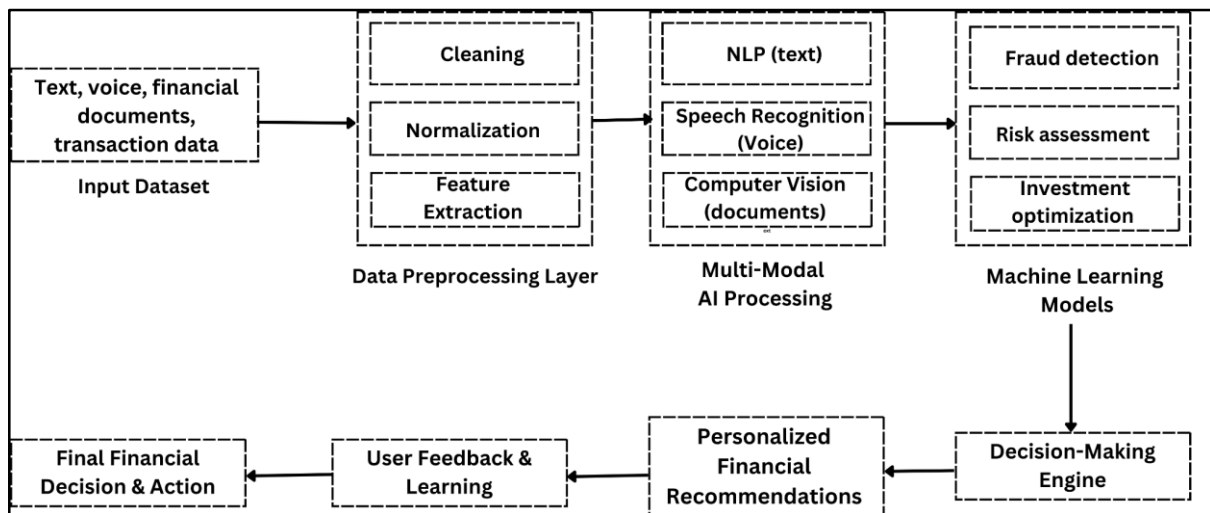 Text, voice, financial
documents,
transaction data
Input Dataset
Cleaning
Normalization
Feature
Extraction
Data Preprocessing Layer
NLP (text)
Speech Recognition
(Voice)
Computer Vision
(documents)
Multi-Modal
AI Processing
Fraud detection
Risk assessment
Investment
optimization
Machine Learning
Models
Decision-Making
Engine
Personalized
Financial
Recommendations
User Feedback &
Learning
Final Financial
Decision & Action